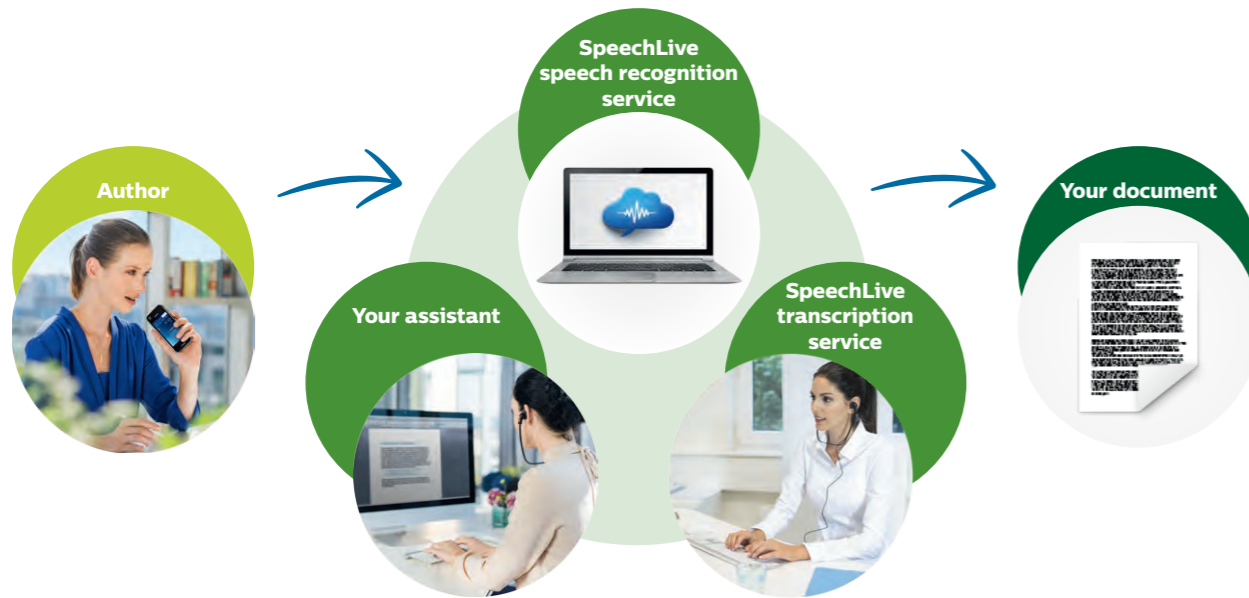 Author
SpeechLive
speech recognition
service
Your assistant
SpeechLive
transcription
service
Your document